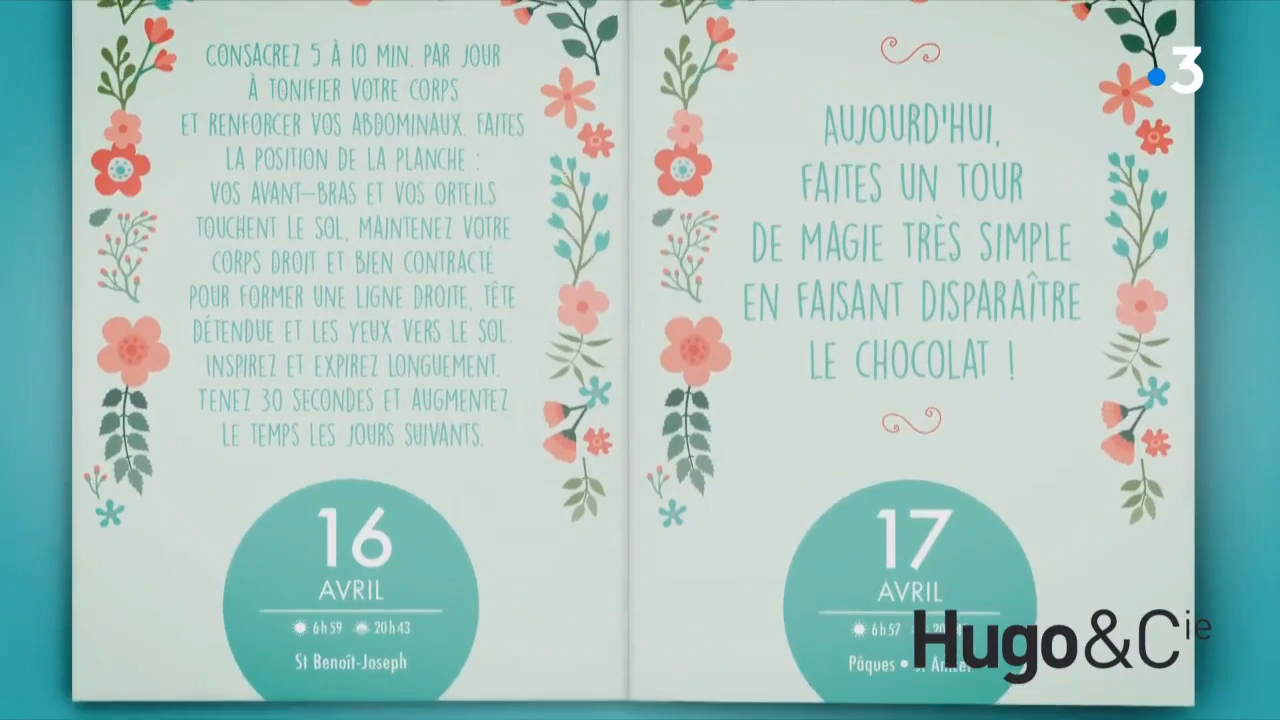 CONSACREZ 5 À 10 MIN. PAR JOUR
À TONIFIER VOTRE CORPS
ET RENFORCER VOS ABDOMINAUX. FAITES
LA POSITION DE LA PLANCHE :
VOS AVANT-BRAS ET VOS ORTEILS
TOUCHENT LE SOL, MAINTENEZ VOTRE
CORPS DROIT ET BIEN CONTRACTÉ
POUR FORMER UNE LIGNE DROITE, TÊTE
DÉTENDUE ET LES YEUX VERS LE SOL.
INSPIREZ ET EXPIREZ LONGUEMENT.
TENEZ 30 SECONDES ET AUGMENTEZ
LE TEMPS LES JOURS SUIVANTS.
16
AVRIL
6h59 20h43
St Benoît-Joseph
3
AUJOURD'HUI,
FAITES UN TOUR
DE MAGIE TRÈS SIMPLE
EN FAISANT DISPARAÎTRE
LE CHOCOLAT !
17
AVRIL
6h57
Pâques •
Hugo&Cie